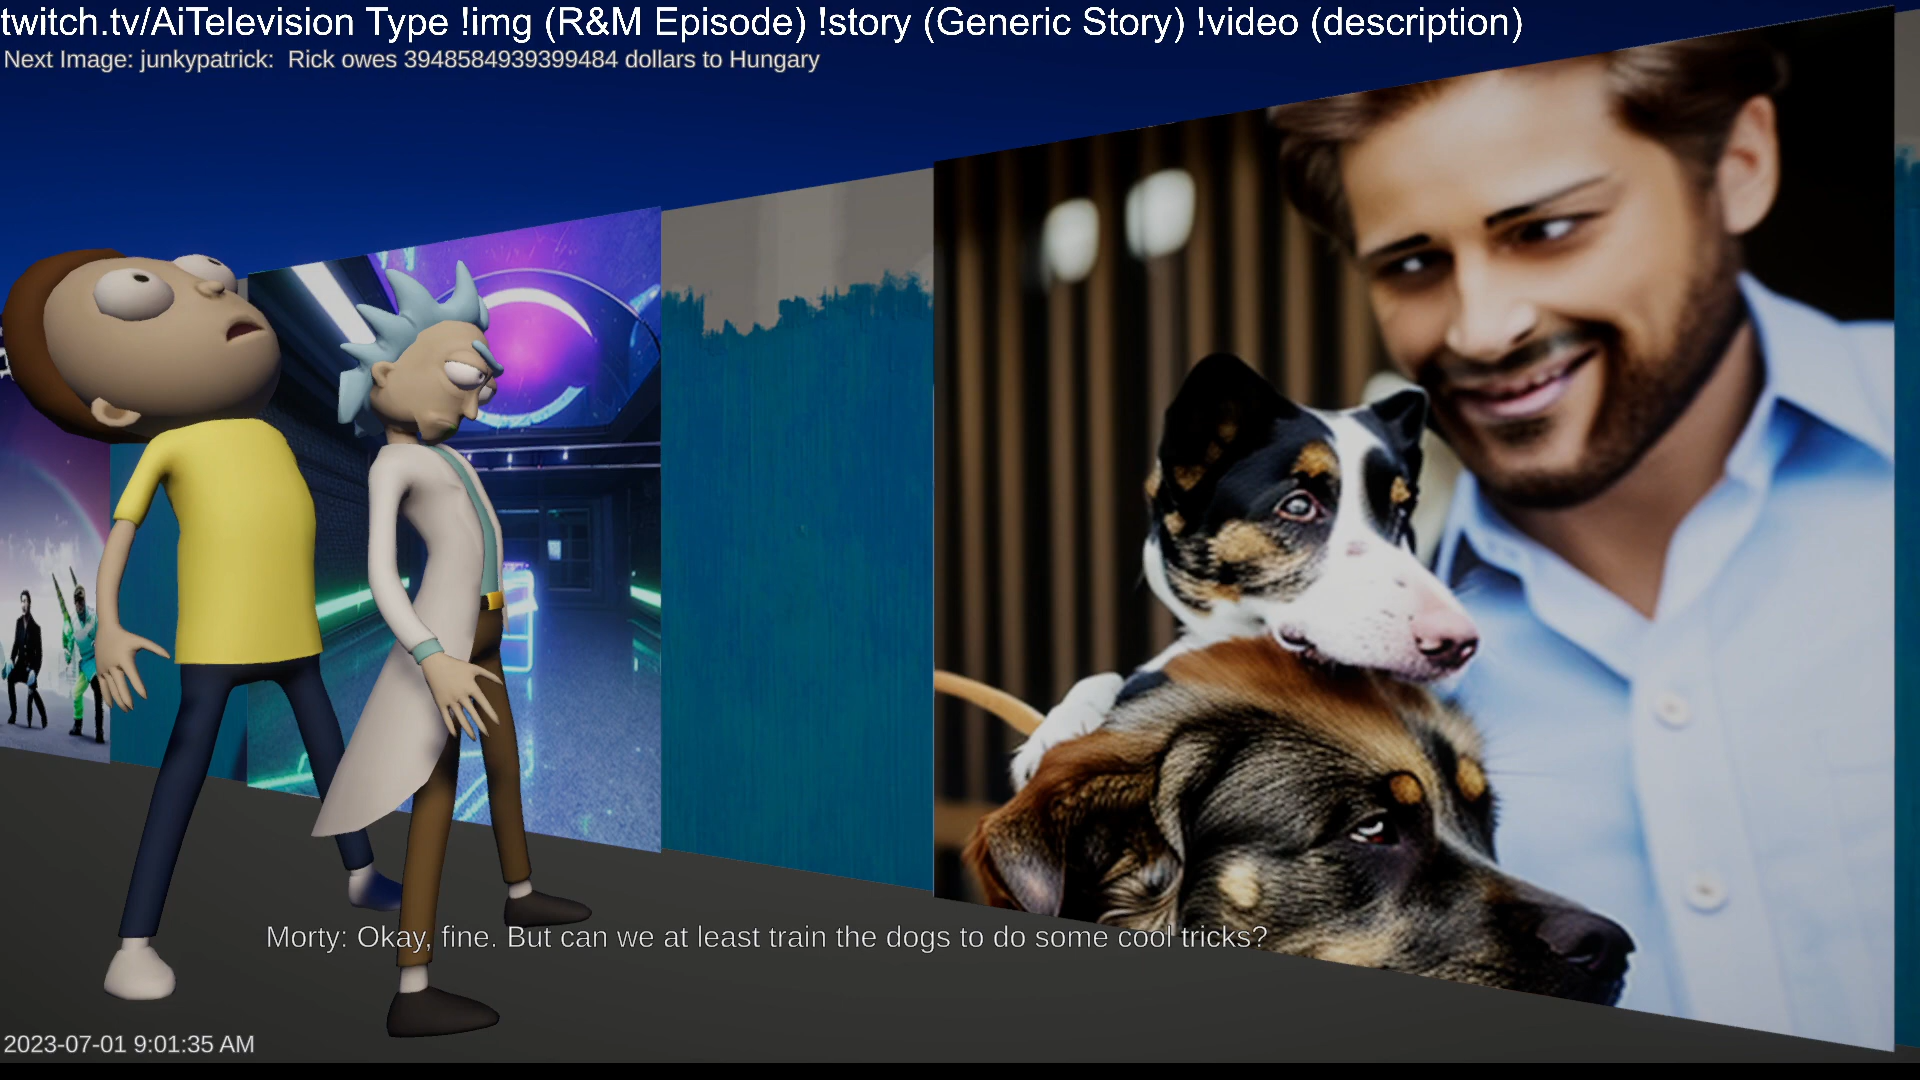 twitch.tv/AiTelevision Type !img (R&M Episode) !story (Generic Story) !video (description)
Next Image: junkypatrick:  Rick owes 3948584939399484 dollars to Hungary
Morty: Okay, fine. But can we at least train the dogs to do some cool tricks?
2023-07-01 9:01:35 AM